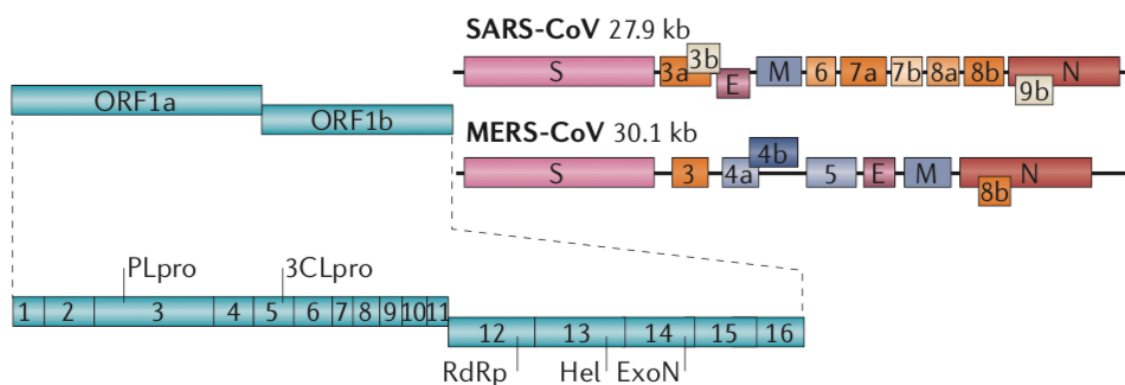 SARS-CoV 27.9 kb
S 3a 3b E M 6 7a 7b 8a 8b N 9b
ORF1a
ORF1b
MERS-CoV 30.1 kb
S 3 4a 4b 5 E M N 8b
PLpro 3CLpro
1 2 3 4 5 6 7 8 9 10 11
12 13 14 15 16
RdRp Hel ExoN